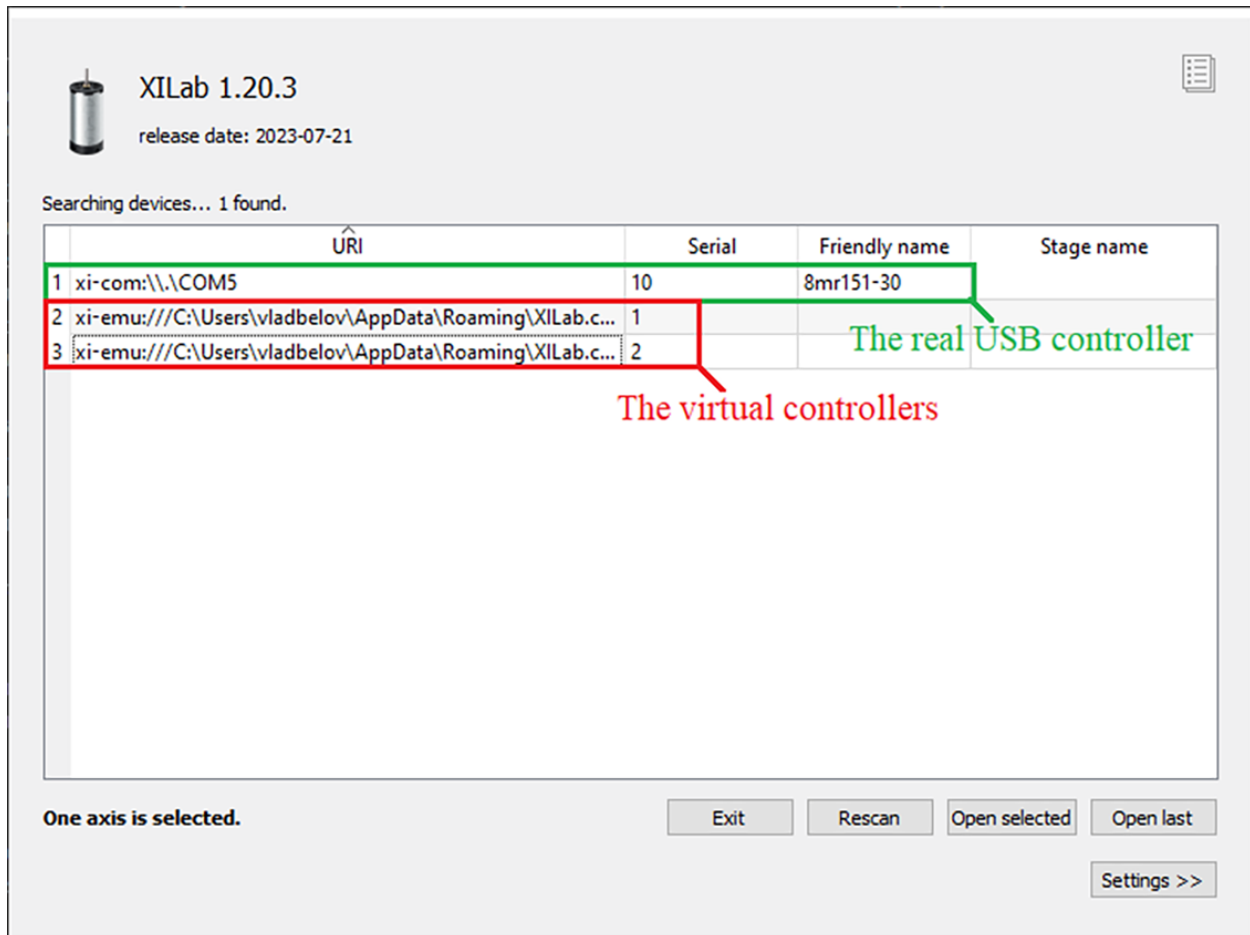 XILab 1.20.3
release date: 2023-07-21
Searching devices... 1 found.
URI Serial Friendly name Stage name
1 xi-com:\\.\COM5 10 8mr151-30
2 xi-emu:///C:\Users\vladbelov\AppData\Roaming\XILab.c... 1
3 xi-emu:///C:\Users\vladbelov\AppData\Roaming\XILab.c... 2
The real USB controller
The virtual controllers
One axis is selected. Exit Rescan Open selected Open last
Settings >>